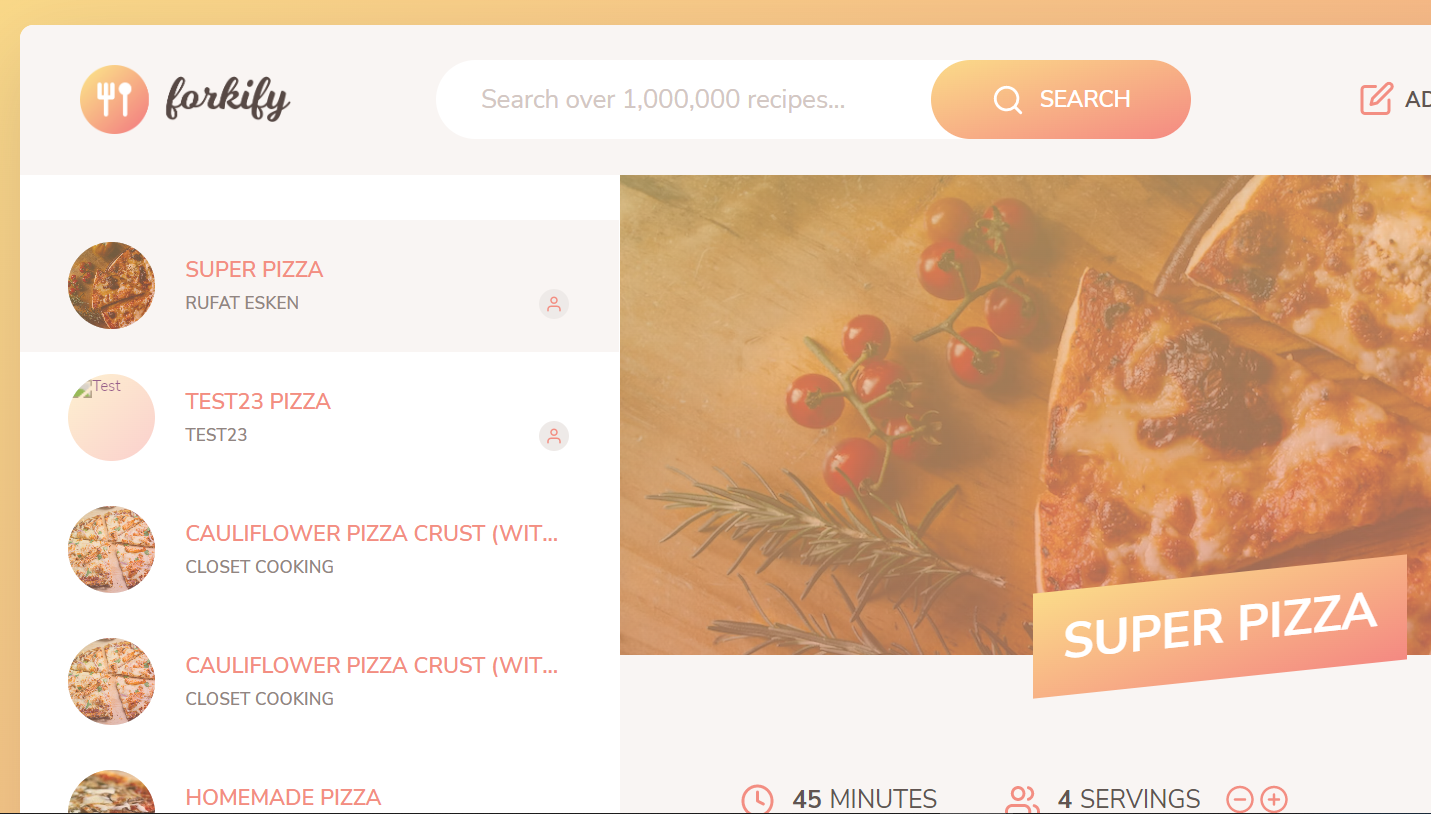 forkify
Search over 1,000,000 recipes...
SEARCH
AD
SUPER PIZZA
RUFAT ESKEN
Test
TEST23 PIZZA
TEST23
CAULIFLOWER PIZZA CRUST (WIT...
CLOSET COOKING
CAULIFLOWER PIZZA CRUST (WIT...
CLOSET COOKING
HOMEMADE PIZZA
SUPER PIZZA
45 MINUTES
4 SERVINGS